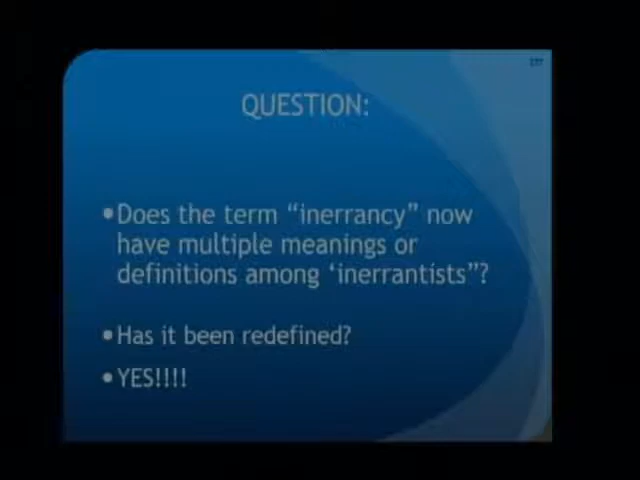 QUESTION:
•Does the term “inerrancy” now
have multiple meanings or
definitions among ‘inerrantists”?
•Has it been redefined?
•YES!!!!